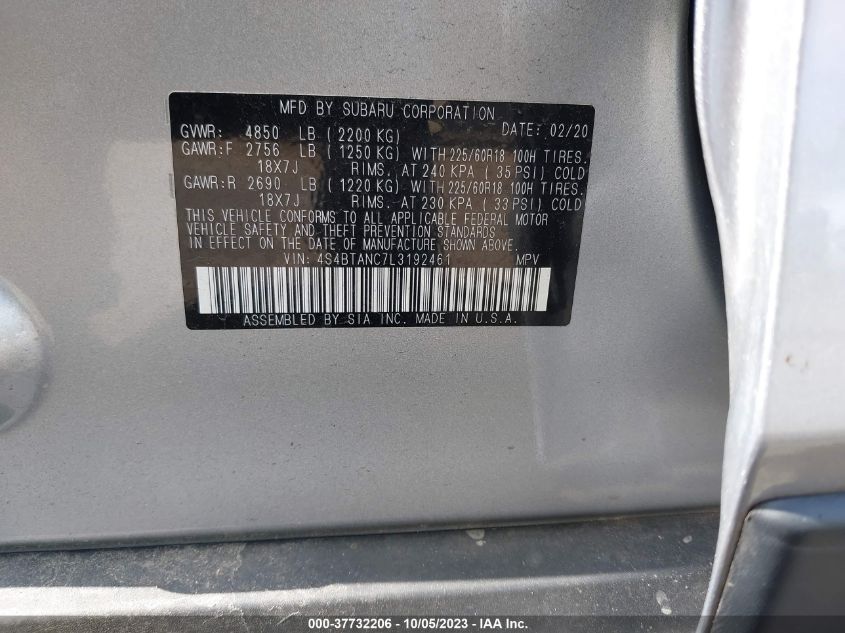 MFD BY SUBARU CORPORATION
GVWR: 4850 LB (2200 KG) DATE: 02/20
GAWR:F 2756 LB (1250 KG) WITH 225/60R18 100H TIRES.
18X7J RIMS. AT 240 KPA (35 PSI) COLD
GAWR:R 2690 LB (1220 KG) WITH 225/60R18 100H TIRES.
18X7J RIMS. AT 230 KPA (33 PSI) COLD
THIS VEHICLE CONFORMS TO ALL APPLICABLE FEDERAL MOTOR
VEHICLE SAFETY AND THEFT PREVENTION STANDARDS
IN EFFECT ON THE DATE OF MANUFACTURE SHOWN ABOVE.
VIN: 4S4BTANC7L3192461 MPV
ASSEMBLED BY SIA INC. MADE IN U.S.A.
000-37732206 - 10/05/2023 - IAA Inc.